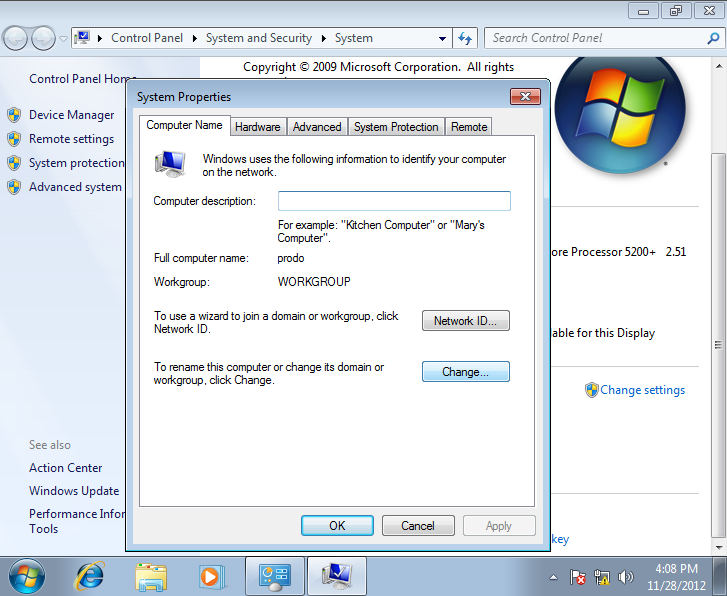 Control Panel
System and Security
System
Search Control Panel
Control Panel Home
Copyright © 2009 Microsoft Corporation. All rights
Device Manager
Remote settings
System protection
Advanced system
System Properties
Computer Name
Hardware
Advanced
System Protection
Remote
Windows uses the following information to identify your computer
on the network.
Computer description:
For example: "Kitchen Computer" or "Mary's
Computer".
Full computer name:
prodo
Workgroup:
WORKGROUP
To use a wizard to join a domain or workgroup, click
Network ID.
Network ID...
To rename this computer or change its domain or
workgroup, click Change.
Change...
OK
Cancel
Apply
ore Processor 5200+ 2.51
lable for this Display
Change settings
key
See also
Action Center
Windows Update
Performance Infor
Tools
4:08 PM
11/28/2012